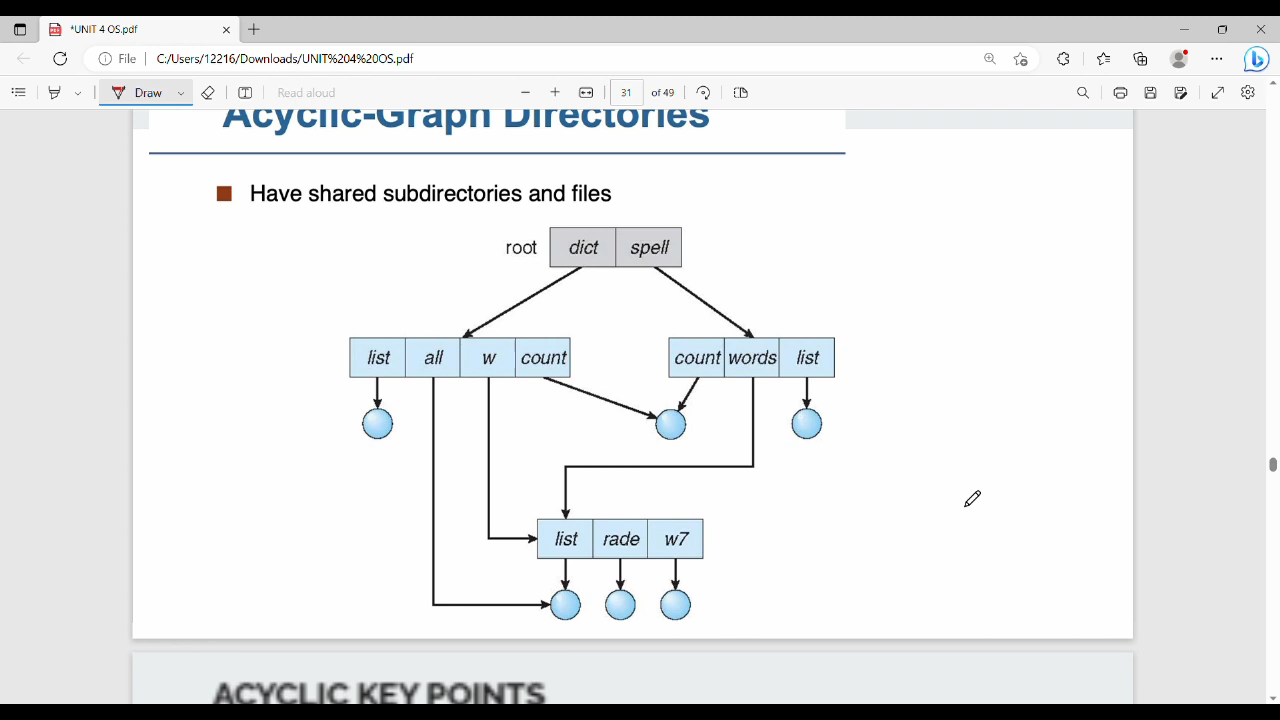 *UNIT 4 OS.pdf
File C:/Users/12216/Downloads/UNIT%204%20OS.pdf
Draw Read aloud 31 of 49
Acyclic-Graph Directories
Have shared subdirectories and files
root dict spell
list all w count count words list
list rade w7
ACYCLIC KEY POINTS